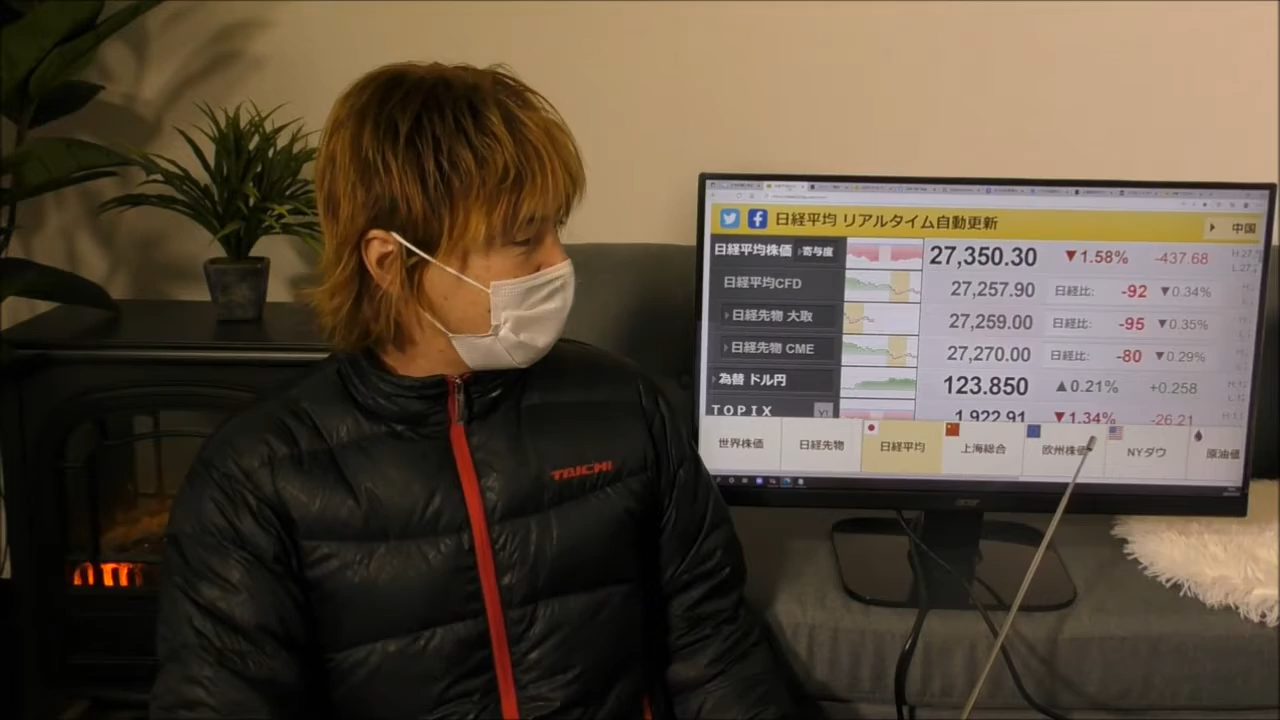 日経平均 リアルタイム自動更新
中国
日経平均株価 寄与度 27,350.30 ▼1.58% -437.68
日経平均CFD 27,257.90 日経比: -92 ▼0.34%
日経先物 大取 27,259.00 日経比: -95 ▼0.35%
日経先物 CME 27,270.00 日経比: -80 ▼0.29%
為替 ドル円 123.850 ▲0.21% +0.258
TOPIX Y! 1,922.91 ▼1.34% -26.21
世界株価 日経先物 日経平均 上海総合 欧州株価 NYダウ 原油値
acer
TAICHI